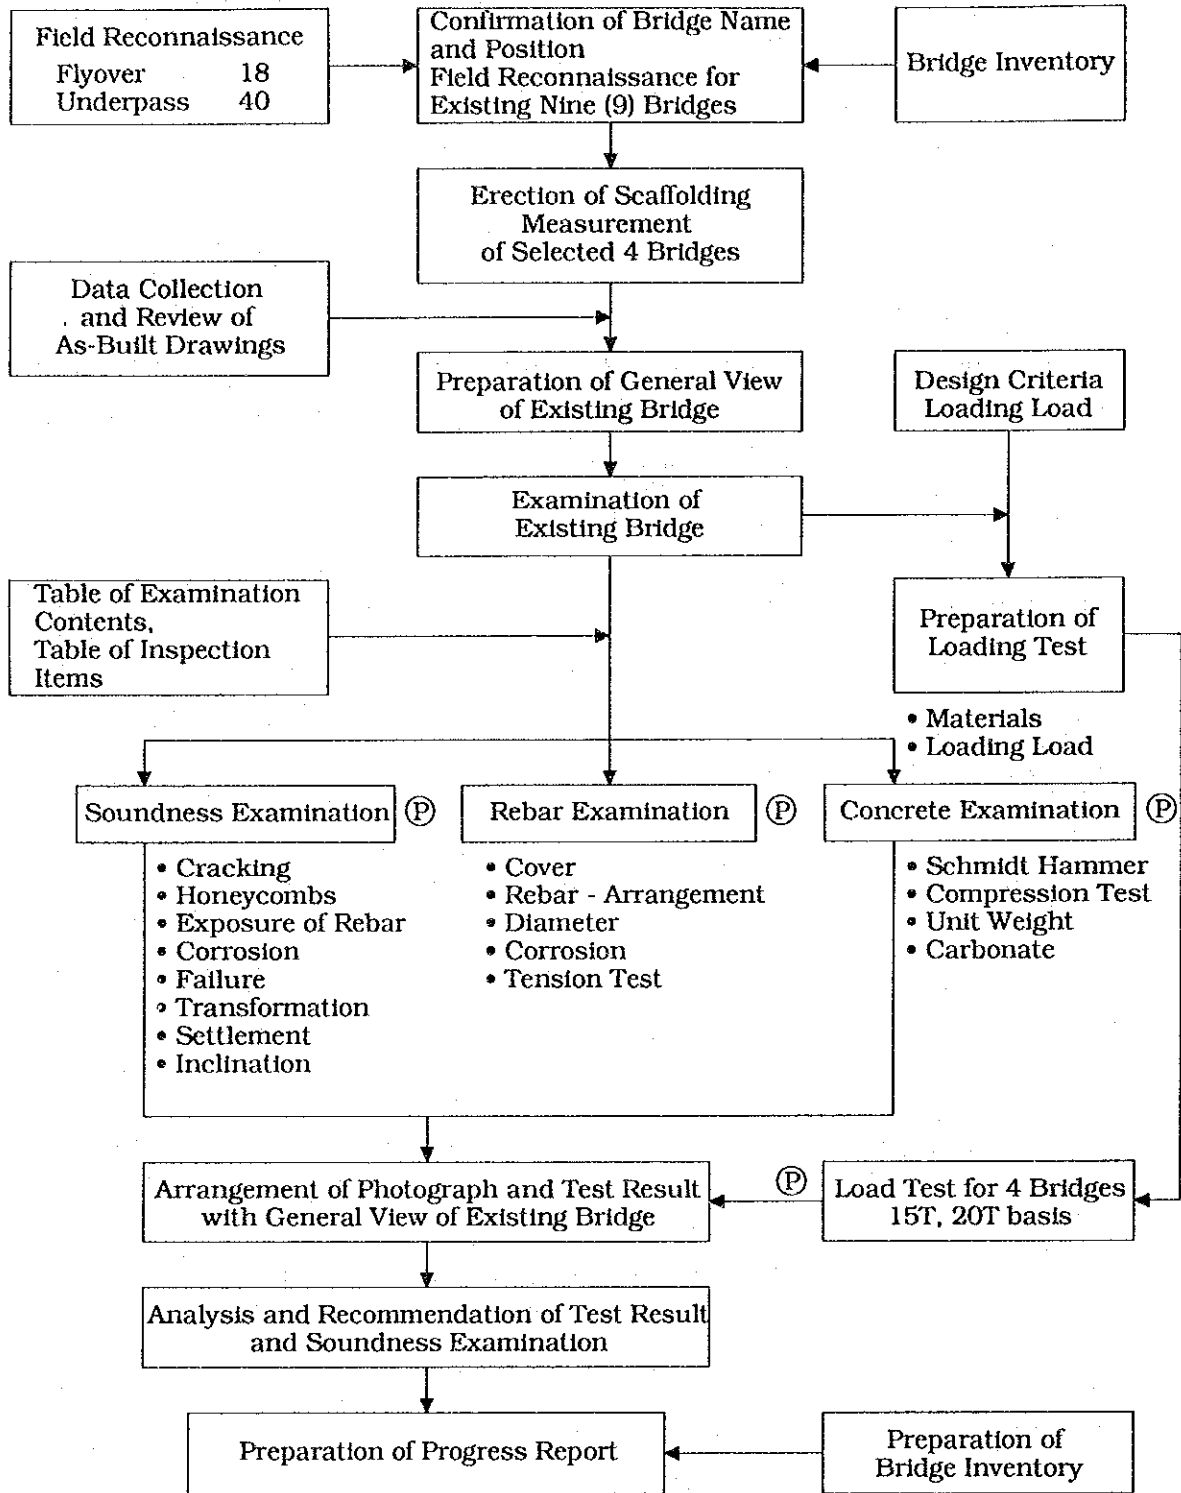 Field Reconnaissance
Flyover 18
Underpass 40
Confirmation of Bridge Name
and Position
Field Reconnaissance for
Existing Nine (9) Bridges
Bridge Inventory
Erection of Scaffolding
Measurement
of Selected 4 Bridges
Data Collection
and Review of
As-Built Drawings
Preparation of General View
of Existing Bridge
Design Criteria
Loading Load
Examination of
Existing Bridge
Table of Examination
Contents,
Table of Inspection
Items
Preparation of
Loading Test
• Materials
• Loading Load
Soundness Examination Ⓟ
• Cracking
• Honeycombs
• Exposure of Rebar
• Corrosion
• Failure
• Transformation
• Settlement
• Inclination
Rebar Examination Ⓟ
• Cover
• Rebar - Arrangement
• Diameter
• Corrosion
• Tension Test
Concrete Examination Ⓟ
• Schmidt Hammer
• Compression Test
• Unit Weight
• Carbonate
Arrangement of Photograph and Test Result
with General View of Existing Bridge
Ⓟ
Load Test for 4 Bridges
15T, 20T basis
Analysis and Recommendation of Test Result
and Soundness Examination
Preparation of Progress Report
Preparation of
Bridge Inventory